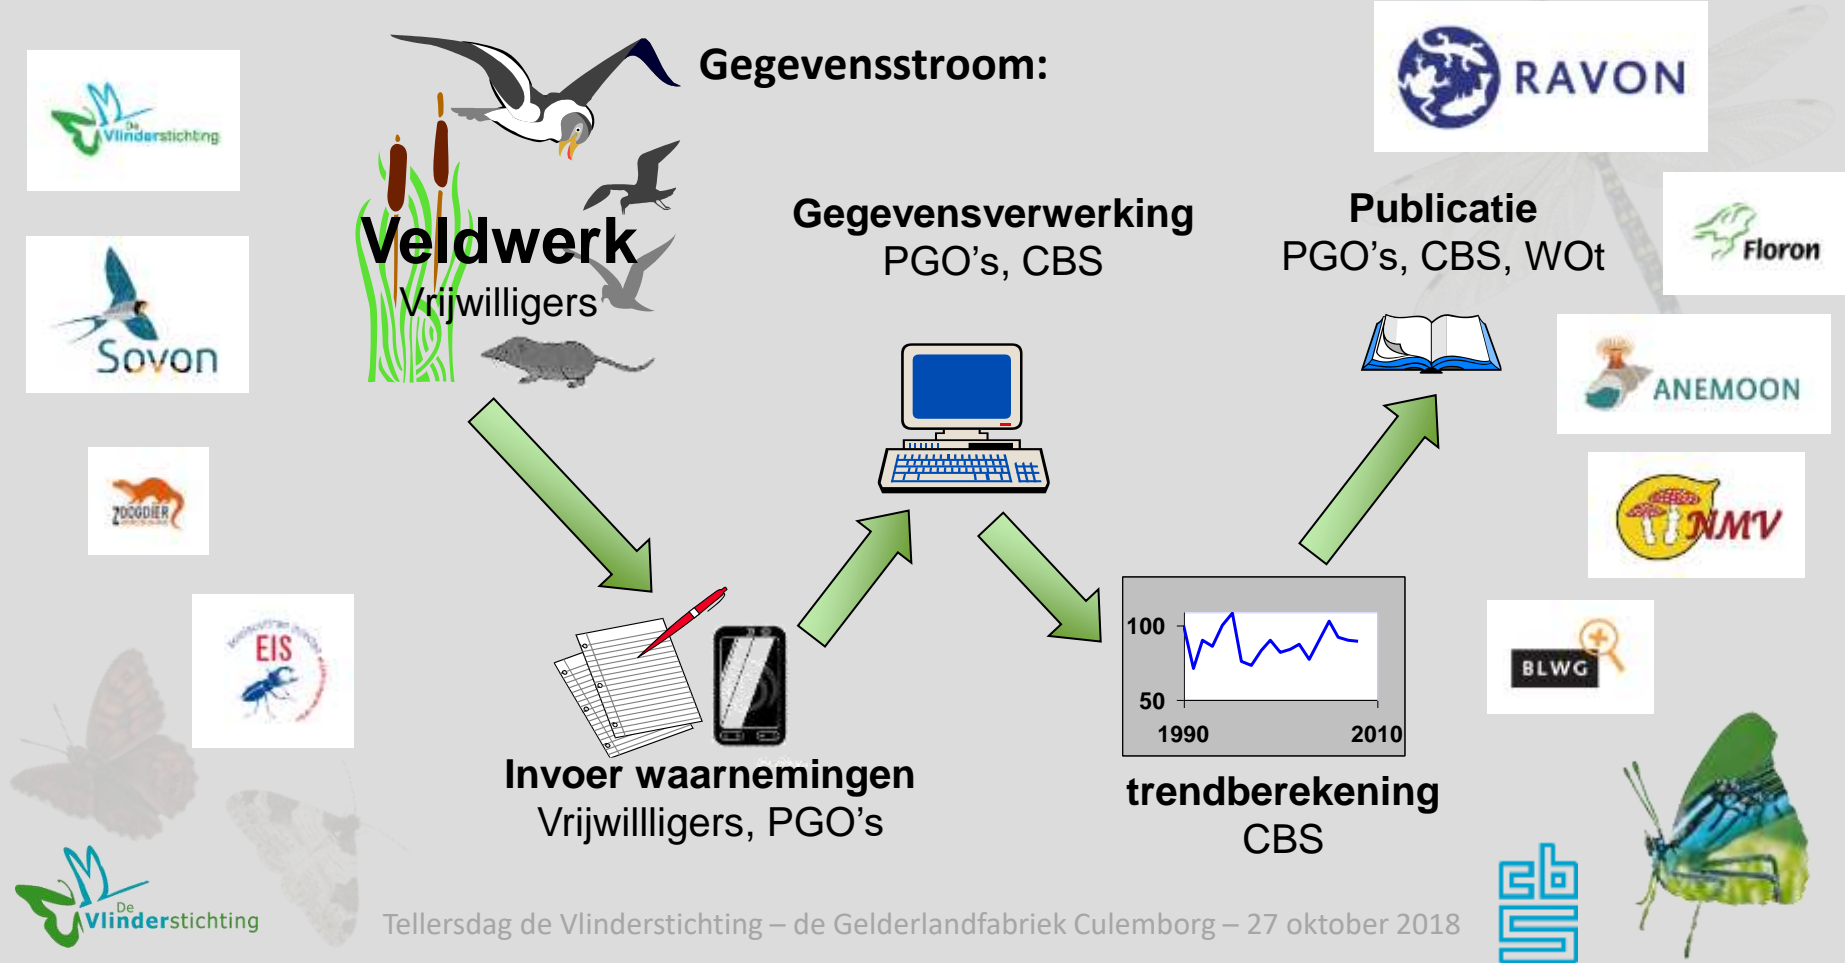 Gegevensstroom:
De
Vlinderstichting
Sovon
ZOOGDIER
EIS
Veldwerk
Vrijwilligers
Gegevensverwerking
PGO's, CBS
Publicatie
PGO's, CBS, WOt
RAVON
Floron
ANEMOON
NMV
BLWG
Invoer waarnemingen
Vrijwillligers, PGO's
100
50
1990
2010
trendberekening
CBS
De
Vlinderstichting
Tellersdag de Vlinderstichting – de Gelderlandfabriek Culemborg – 27 oktober 2018
cbs